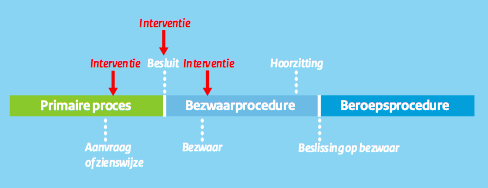 Interventie
Interventie Besluit Interventie Hoorzitting
Primaire proces Bezwaarprocedure Beroepsprocedure
Aanvraag Bezwaar Beslissing op bezwaar
of zienswijze